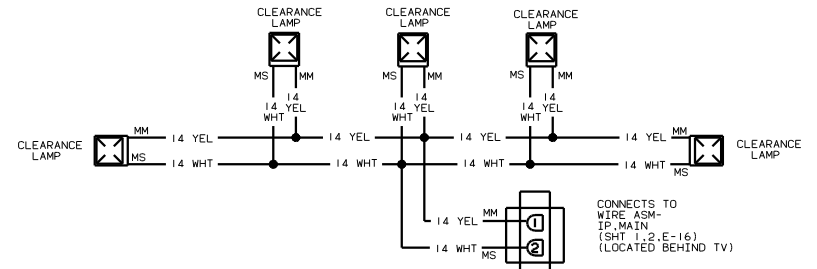 CLEARANCE
LAMP
CLEARANCE
LAMP
CLEARANCE
LAMP
MS MM
MS MM
MS MM
14 YEL
14 WHT
14 YEL
14 WHT
14 YEL
14 WHT
CLEARANCE
LAMP
MM 14 YEL 14 YEL 14 YEL 14 YEL MM
MS 14 WHT 14 WHT 14 WHT 14 WHT MS
CLEARANCE
LAMP
14 YEL MM 1
14 WHT MS 2
CONNECTS TO
WIRE ASM-
IP,MAIN
(SHT 1,2,E-16)
(LOCATED BEHIND TV)